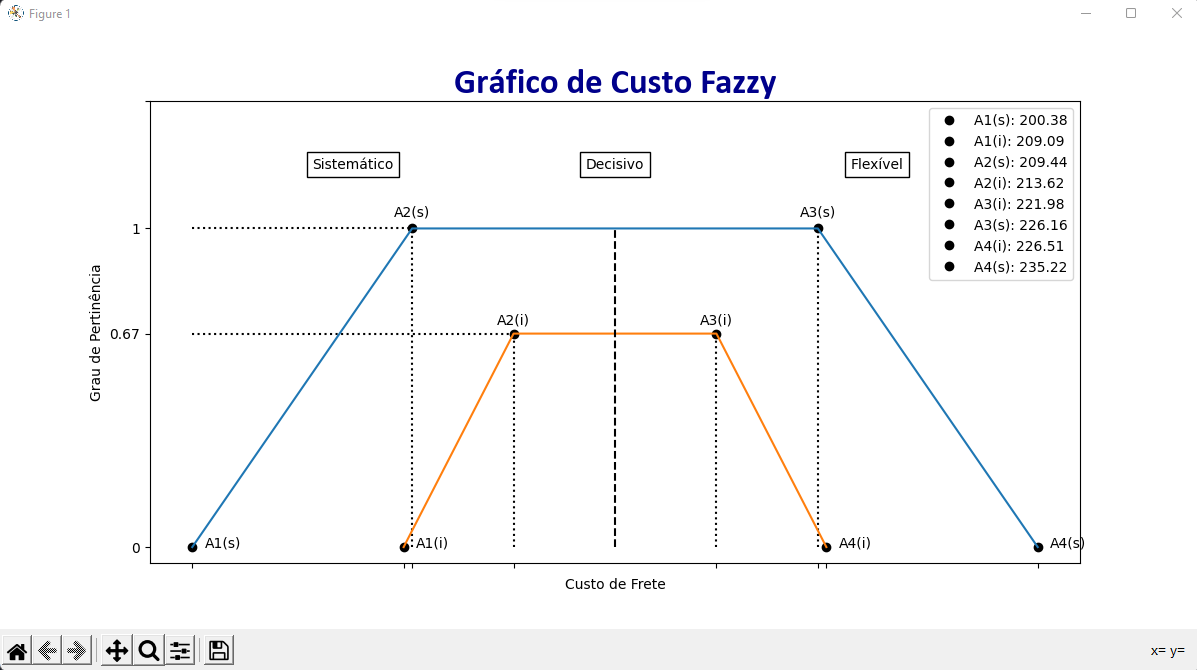 Figure 1
Gráfico de Custo Fazzy
Sistemático
Decisivo
Flexível
A1(s): 200.38
A1(i): 209.09
A2(s): 209.44
A2(i): 213.62
A3(i): 221.98
A3(s): 226.16
A4(i): 226.51
A4(s): 235.22
A2(s)
A3(s)
1
A2(i)
A3(i)
0.67
Grau de Pertinência
A1(s)
A1(i)
A4(i)
A4(s)
0
Custo de Frete
x= y=